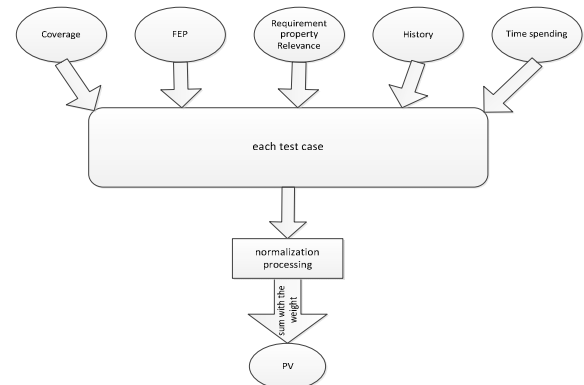 Coverage
FEP
Requirement
property
Relevance
History
Time spending
each test case
normalization
processing
sum with the
weight
PV